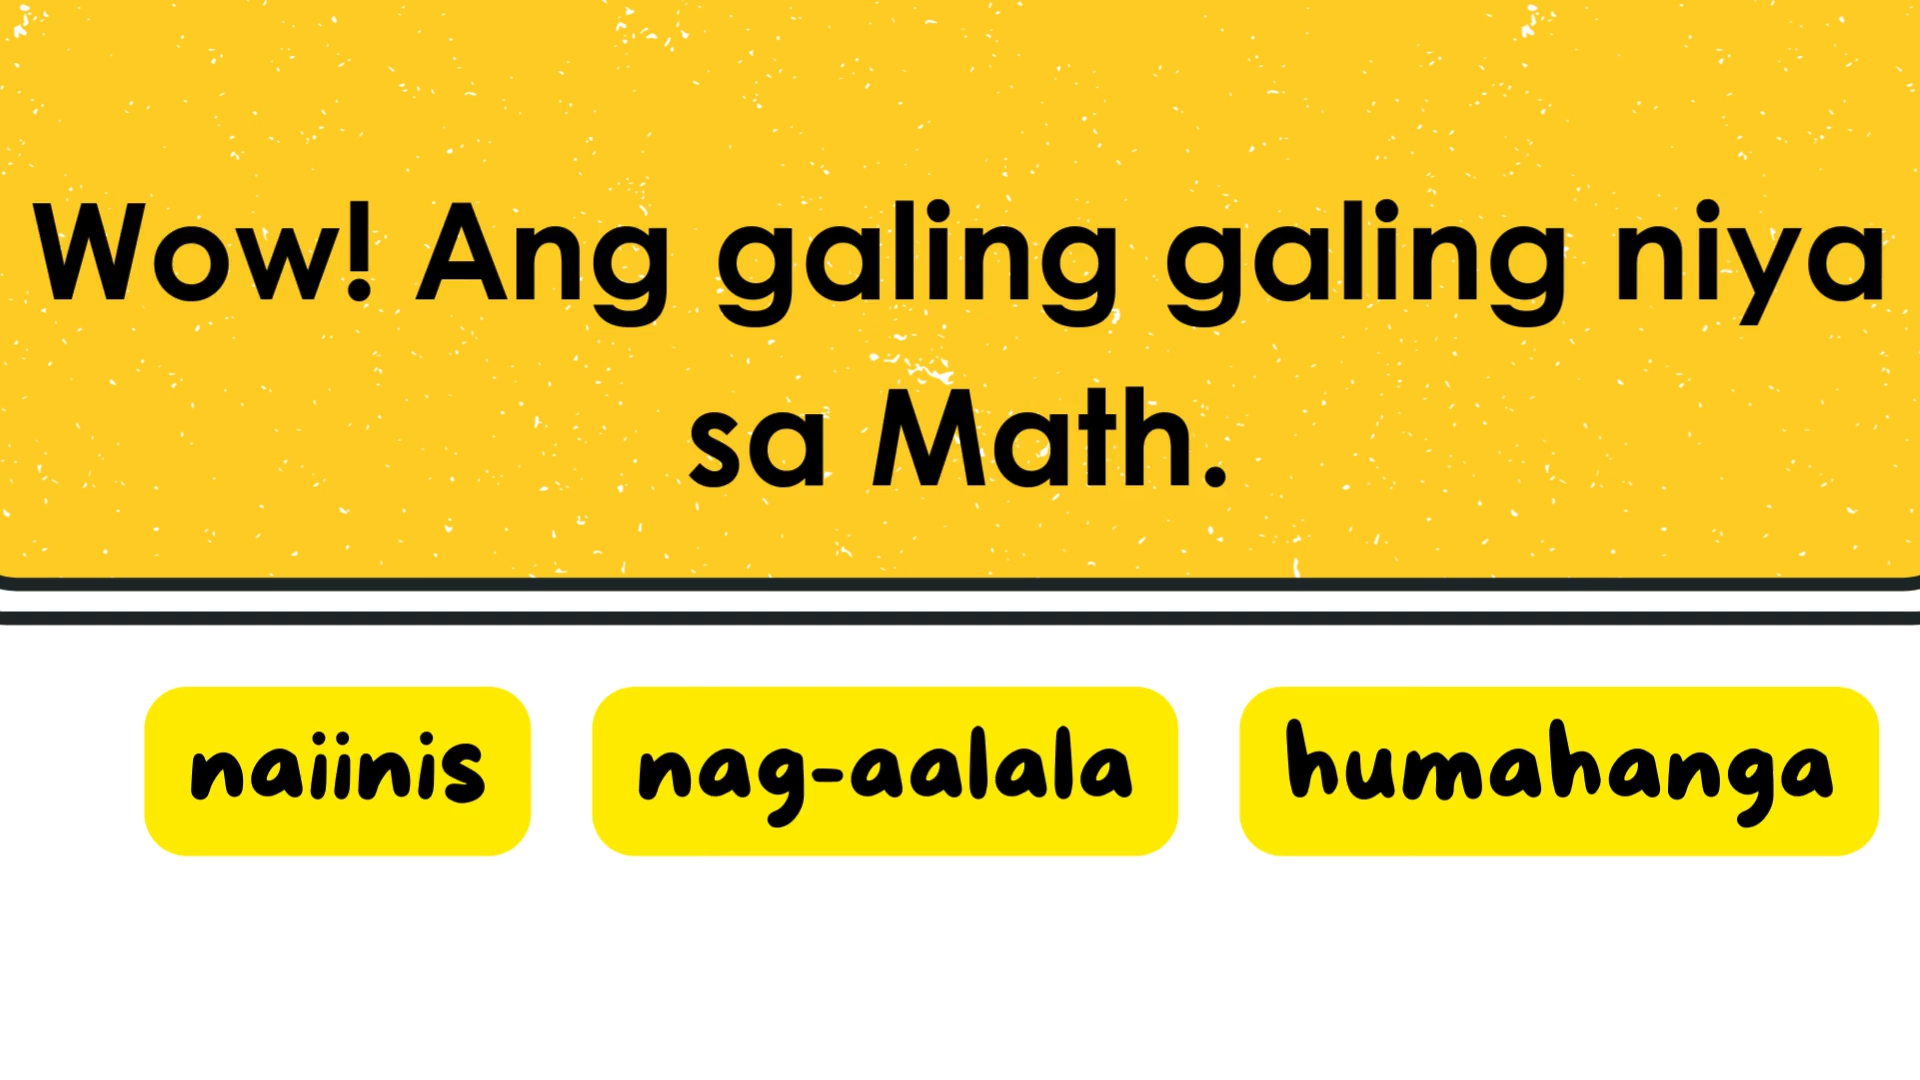 Wow! Ang galing galing niya
sa Math.
naiinis
nag-aalala
humahanga